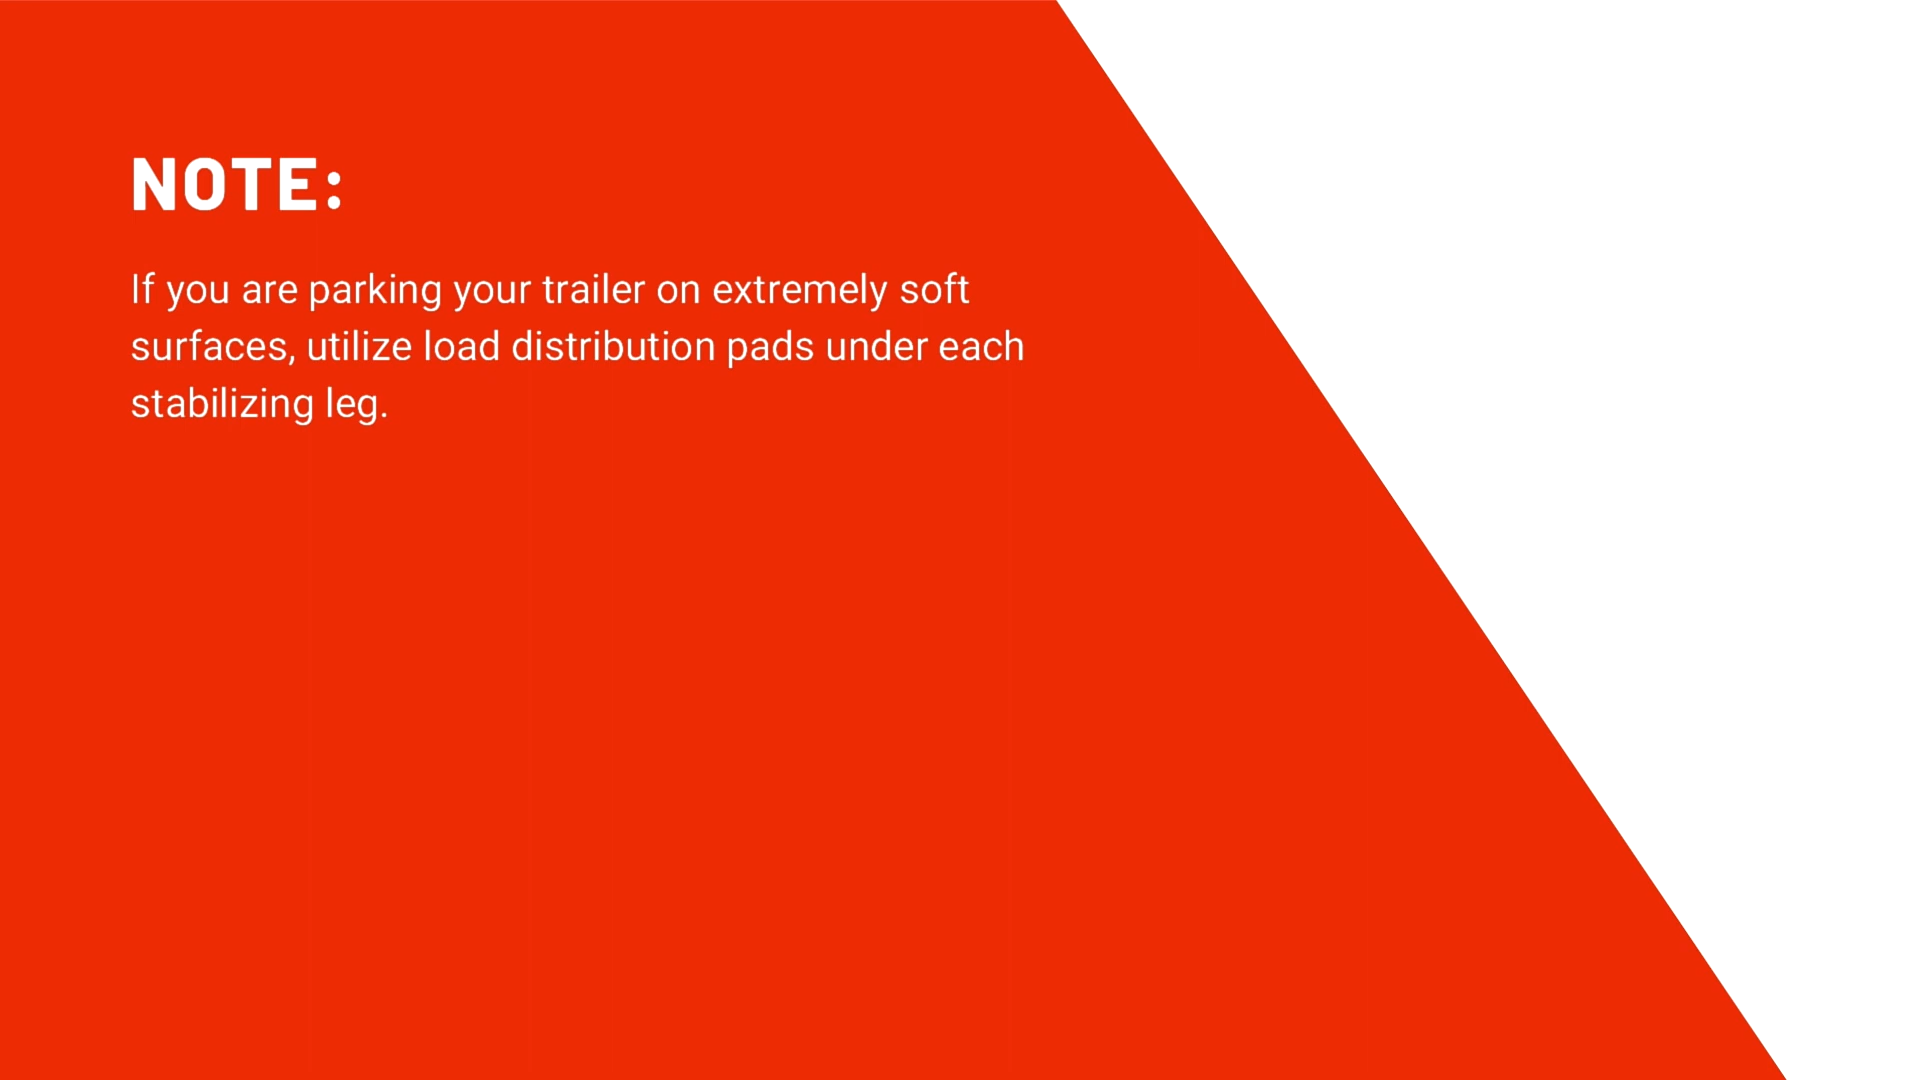 NOTE:
If you are parking your trailer on extremely soft
surfaces, utilize load distribution pads under each
stabilizing leg.